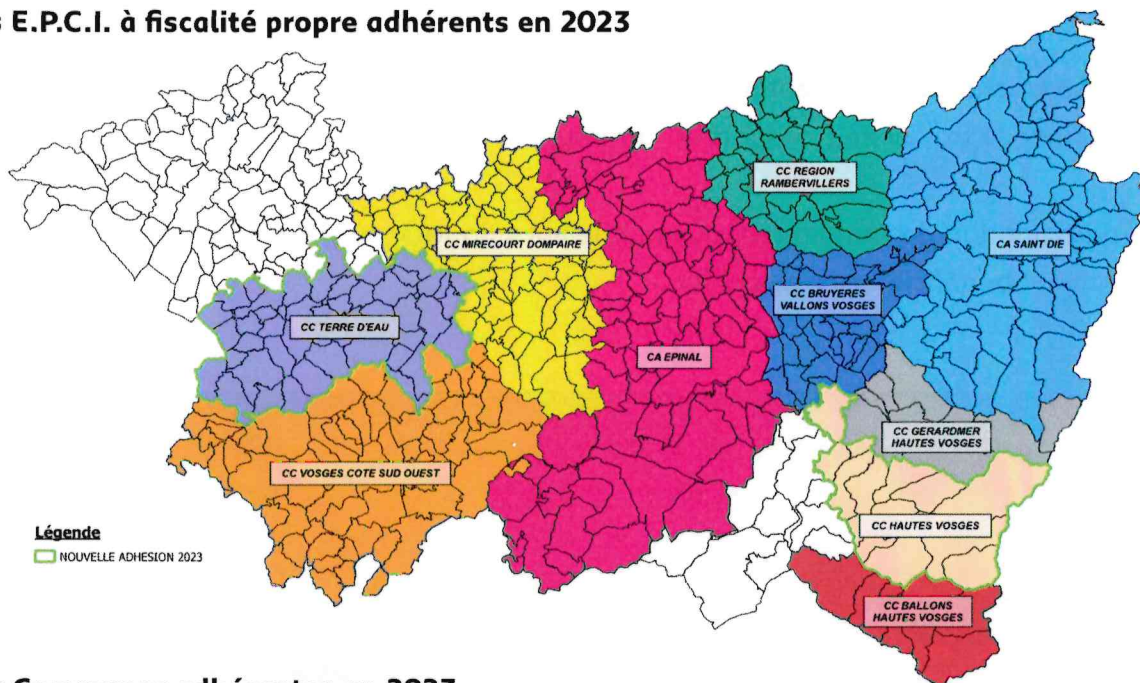 E.P.C.I. à fiscalité propre adhérents en 2023
CC REGION
RAMBERVILLERS
CC MIRECOURT DOMPAIRE
CA SAINT DIE
CC BRUYERES
VALLONS VOSGES
CC TERRE D'EAU
CA EPINAL
CC GERARDMER
HAUTES VOSGES
CC VOSGES COTE SUD OUEST
CC HAUTES VOSGES
Légende
NOUVELLE ADHESION 2023
CC BALLONS
HAUTES VOSGES